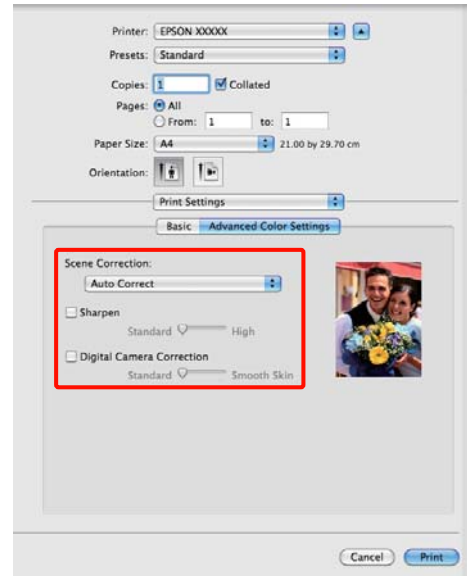 Printer: EPSON XXXXX
Presets: Standard
Copies: 1 Collated
Pages: All
From: 1 to: 1
Paper Size: A4 21.00 by 29.70 cm
Orientation:
Print Settings
Basic Advanced Color Settings
Scene Correction:
Auto Correct
Sharpen
Standard High
Digital Camera Correction
Standard Smooth Skin
Cancel Print